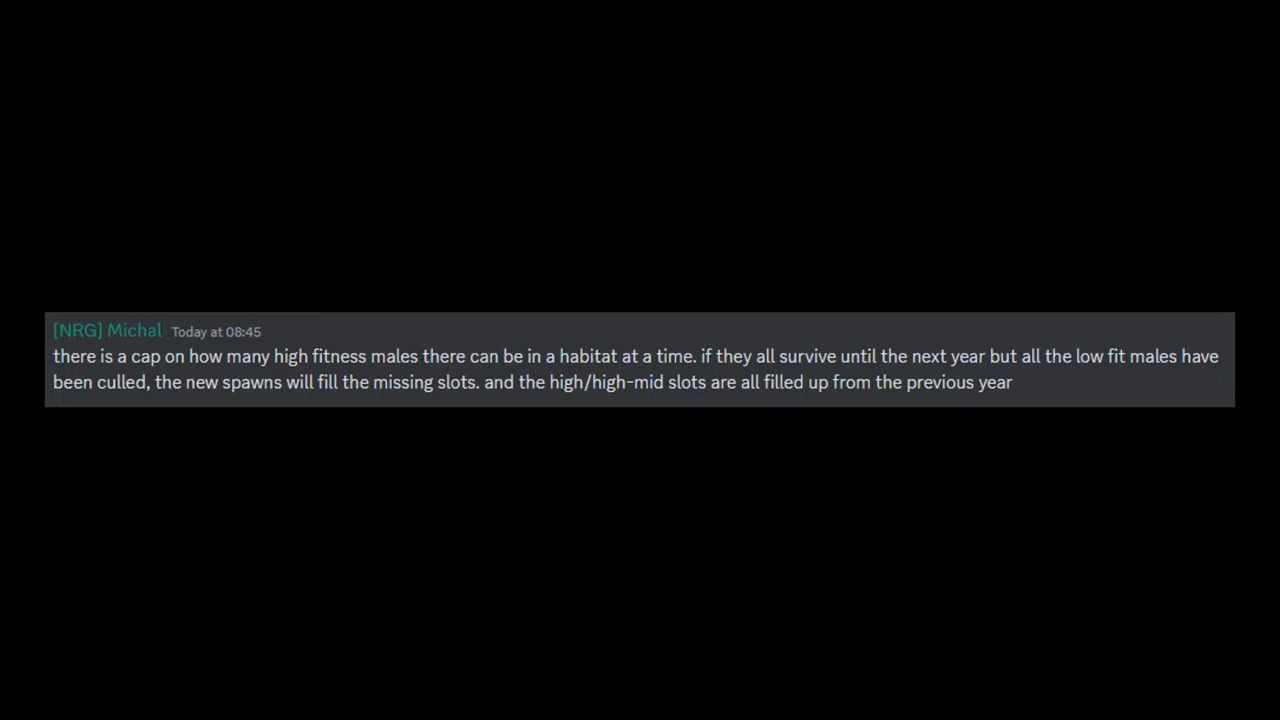 [NRG] Michal Today at 08:45
there is a cap on how many high fitness males there can be in a habitat at a time. if they all survive until the next year but all the low fit males have
been culled, the new spawns will fill the missing slots. and the high/high-mid slots are all filled up from the previous year